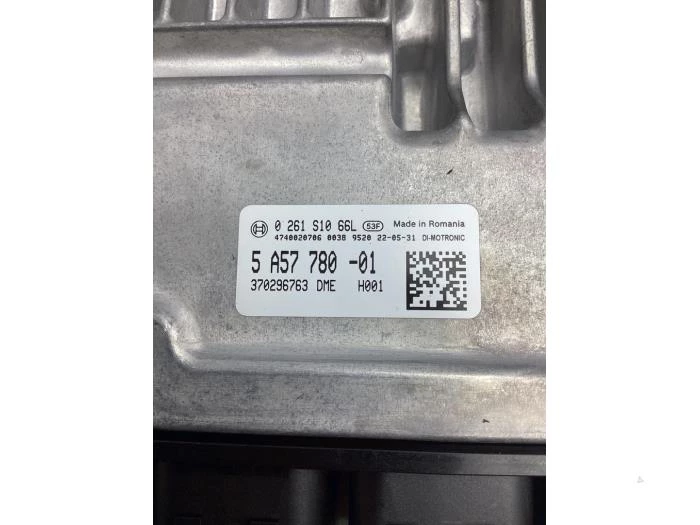 0 261 S10 66L 53F Made in Romania
4740020706 0038 9520 22-05-31 DI-MOTRONIC
5 A57 780 -01
370296763 DME H001